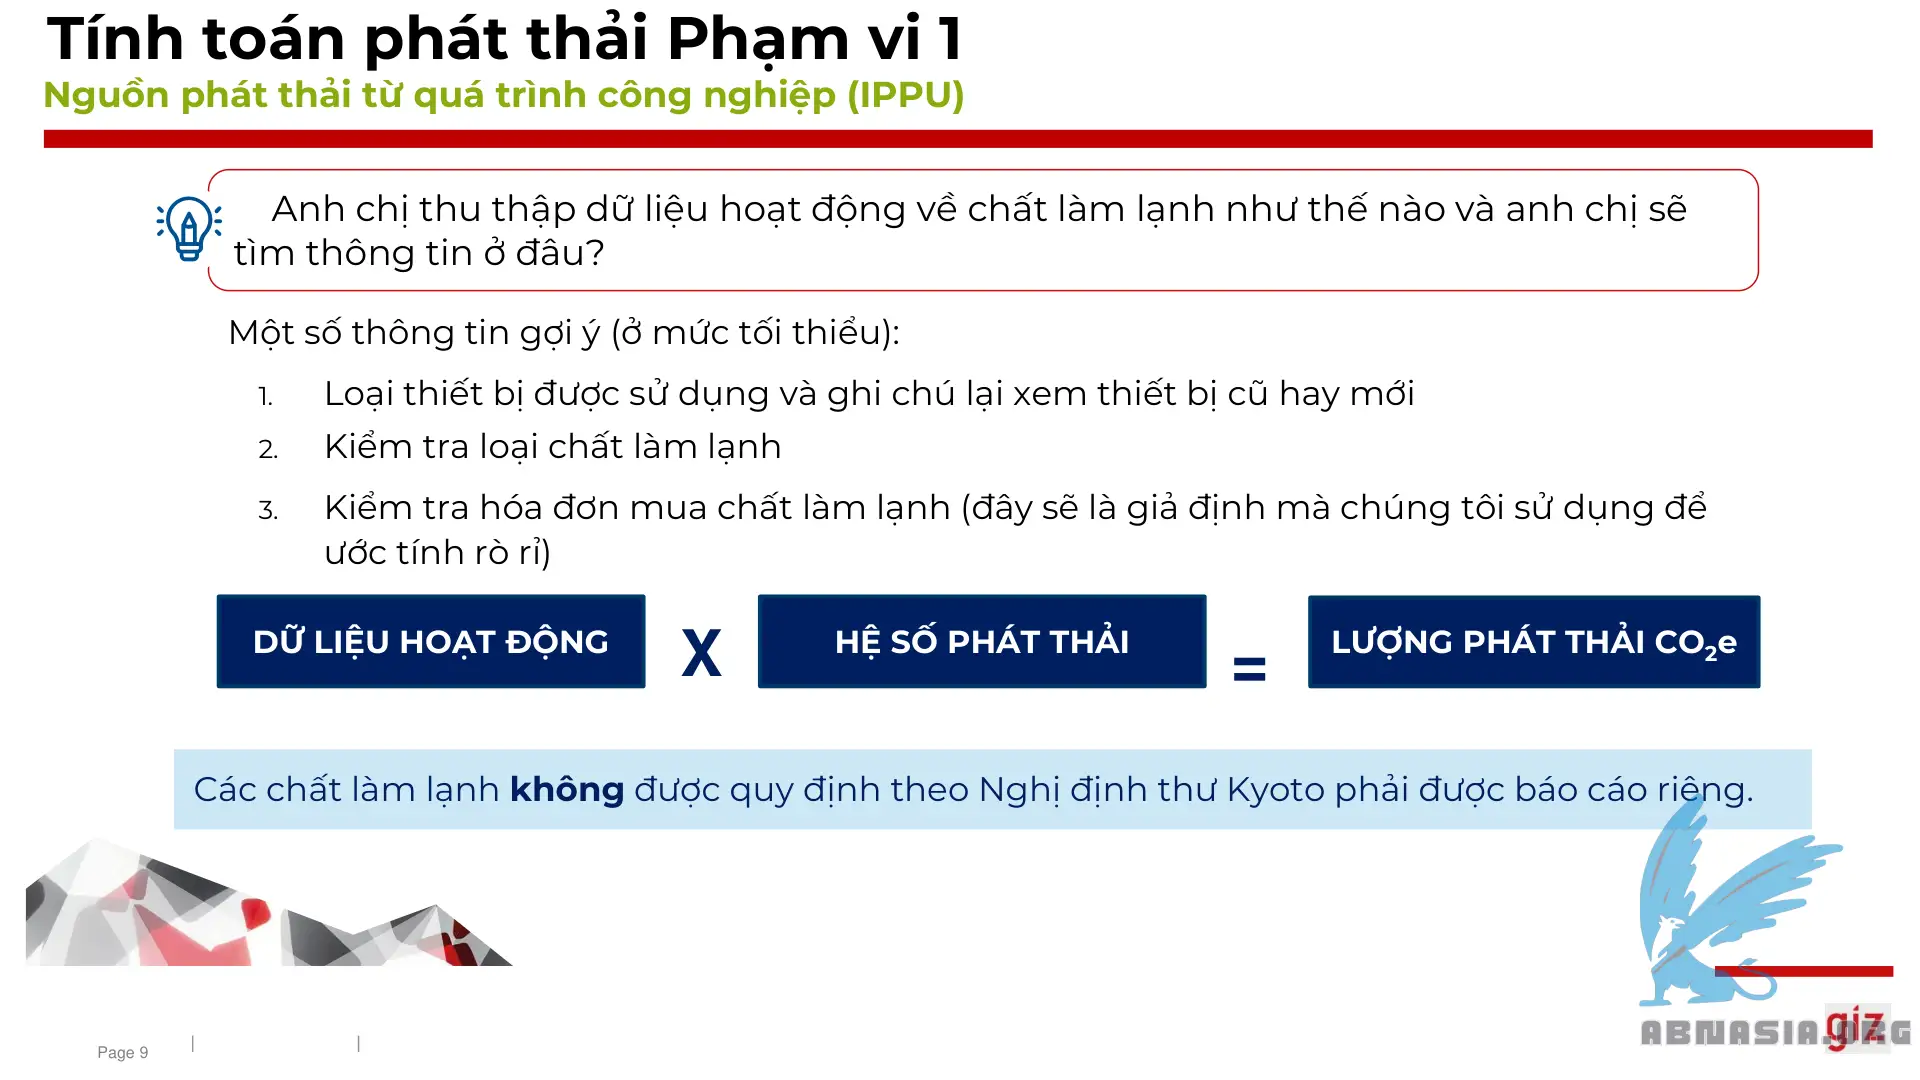 Tính toán phát thải Phạm vi 1
Nguồn phát thải từ quá trình công nghiệp (IPPU)
Anh chị thu thập dữ liệu hoạt động về chất làm lạnh như thế nào và anh chị sẽ
tìm thông tin ở đâu?
Một số thông tin gợi ý (ở mức tối thiểu):
1. Loại thiết bị được sử dụng và ghi chú lại xem thiết bị cũ hay mới
2. Kiểm tra loại chất làm lạnh
3. Kiểm tra hóa đơn mua chất làm lạnh (đây sẽ là giả định mà chúng tôi sử dụng để
ước tính rò rỉ)
DỮ LIỆU HOẠT ĐỘNG X HỆ SỐ PHÁT THẢI = LƯỢNG PHÁT THẢI CO₂e
Các chất làm lạnh không được quy định theo Nghị định thư Kyoto phải được báo cáo riêng.
Page 9
giz
ABNASIA.ORG